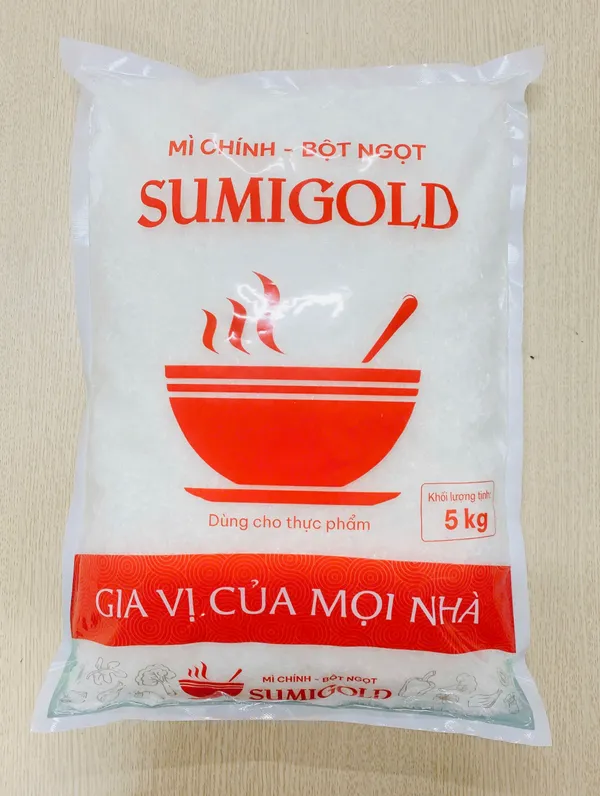 MÌ CHÍNH - BỘT NGỌT
SUMIGOLD
Dùng cho thực phẩm
Khối lượng tịnh:
5 kg
GIA VỊ CỦA MỌI NHÀ
MÌ CHÍNH - BỘT NGỌT
SUMIGOLD